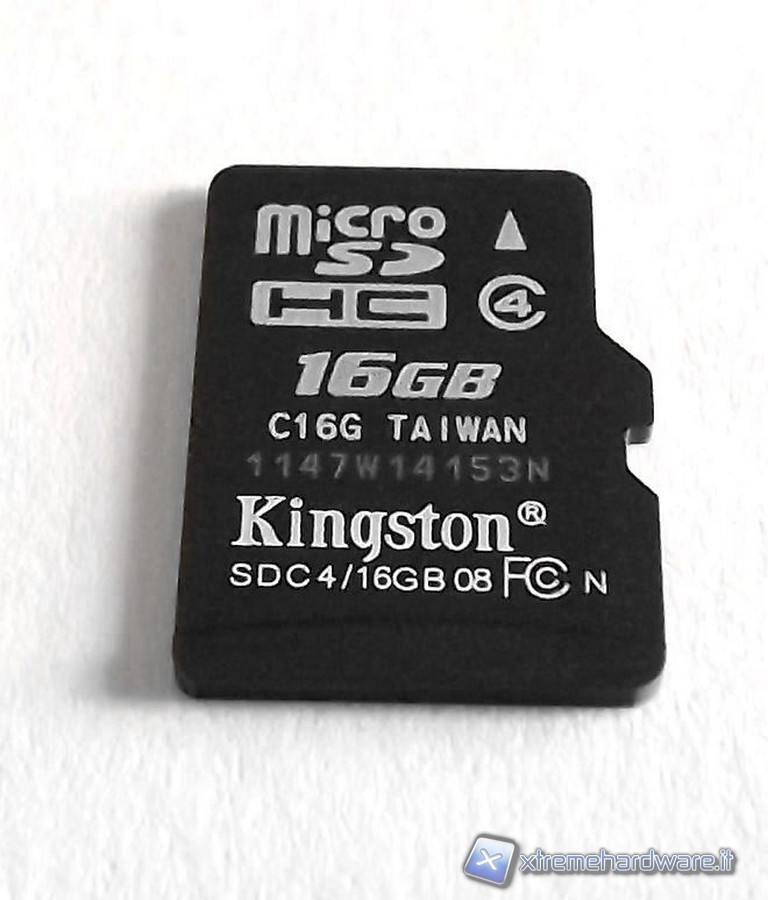 micro
SD
HC 4
16GB
C16G TAIWAN
1147W14153N
Kingston®
SDC4/16GB 08 FC N
xtremehardware.it